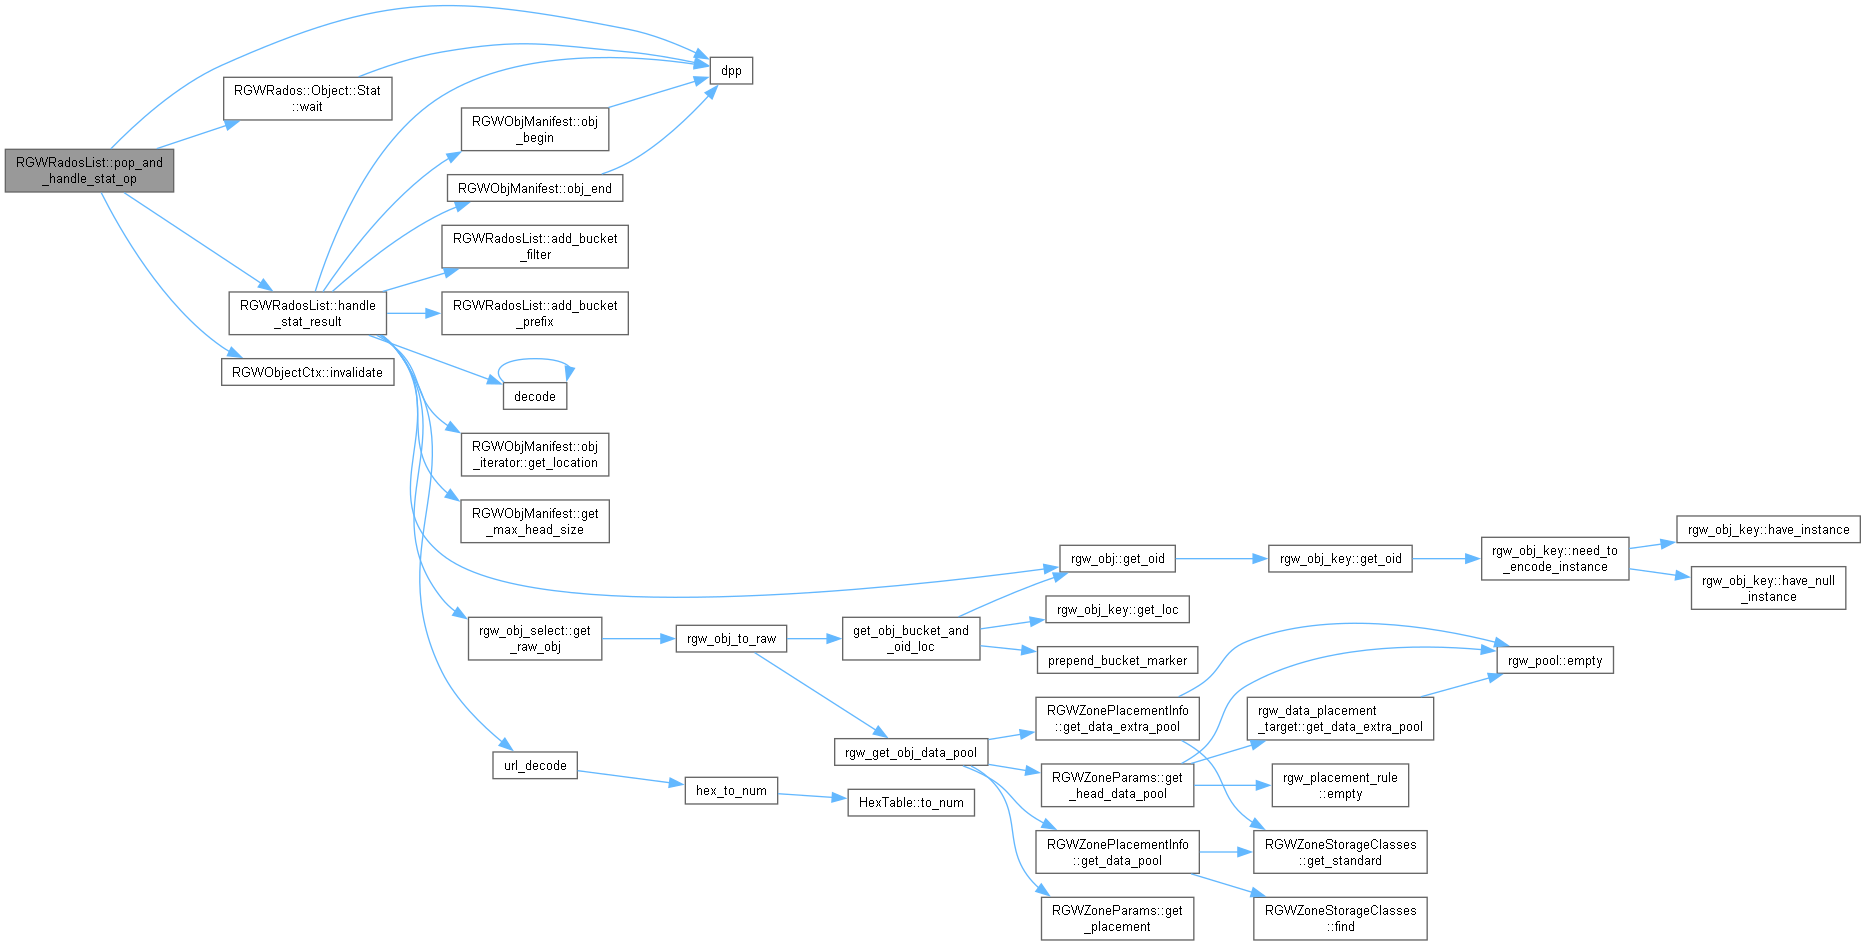 RGWRadosList::pop_and
_handle_stat_op
RGWRados::Object::Stat
::wait
RGWRadosList::handle
_stat_result
RGWObjectCtx::invalidate
dpp
RGWObjManifest::obj
_begin
RGWObjManifest::obj_end
RGWRadosList::add_bucket
_filter
RGWRadosList::add_bucket
_prefix
decode
RGWObjManifest::obj
_iterator::get_location
RGWObjManifest::get
_max_head_size
rgw_obj_select::get
_raw_obj
url_decode
rgw_obj_to_raw
hex_to_num
get_obj_bucket_and
_oid_loc
rgw_get_obj_data_pool
HexTable::to_num
rgw_obj::get_oid
rgw_obj_key::get_loc
prepend_bucket_marker
RGWZonePlacementInfo
::get_data_extra_pool
RGWZoneParams::get
_head_data_pool
RGWZonePlacementInfo
::get_data_pool
RGWZoneParams::get
_placement
rgw_obj_key::get_oid
rgw_data_placement
_target::get_data_extra_pool
rgw_placement_rule
::empty
RGWZoneStorageClasses
::get_standard
RGWZoneStorageClasses
::find
rgw_obj_key::need_to
_encode_instance
rgw_pool::empty
rgw_obj_key::have_instance
rgw_obj_key::have_null
_instance